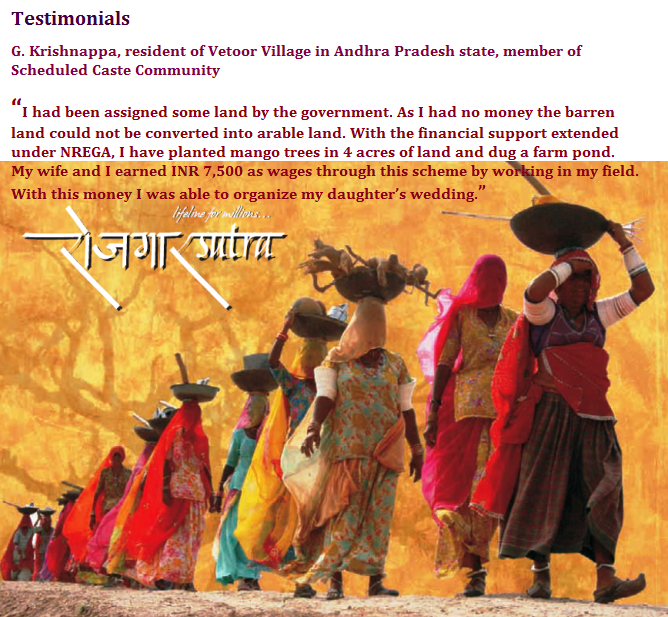 Testimonials
G. Krishnappa, resident of Vetoor Village in Andhra Pradesh state, member of
Scheduled Caste Community
“I had been assigned some land by the government. As I had no money the barren
land could not be converted into arable land. With the financial support extended
under NREGA, I have planted mango trees in 4 acres of land and dug a farm pond.
My wife and I earned INR 7,500 as wages through this scheme by working in my field.
With this money I was able to organize my daughter’s wedding.”
lifeline for millions...
रोजगार sutra